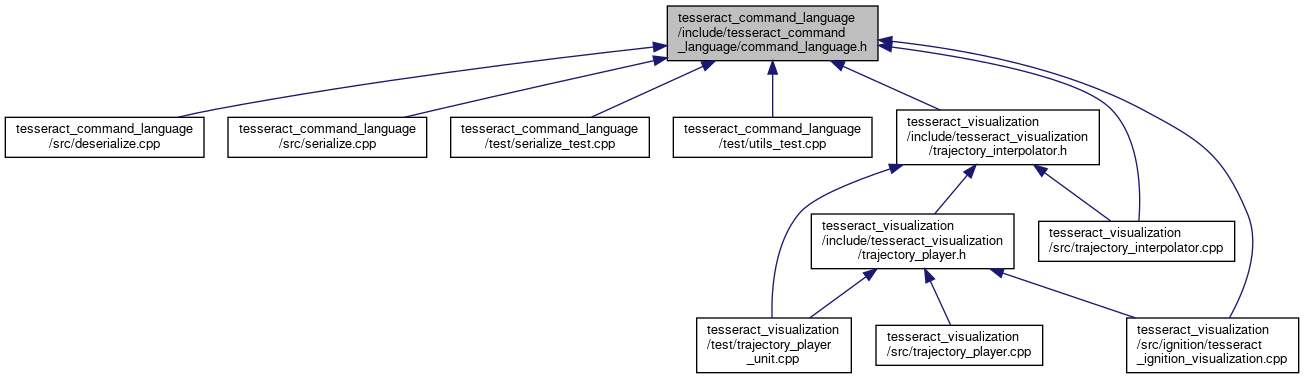 tesseract_command_language
/include/tesseract_command
_language/command_language.h
tesseract_command_language
/src/deserialize.cpp
tesseract_command_language
/src/serialize.cpp
tesseract_command_language
/test/serialize_test.cpp
tesseract_command_language
/test/utils_test.cpp
tesseract_visualization
/include/tesseract_visualization
/trajectory_interpolator.h
tesseract_visualization
/include/tesseract_visualization
/trajectory_player.h
tesseract_visualization
/src/trajectory_interpolator.cpp
tesseract_visualization
/test/trajectory_player
_unit.cpp
tesseract_visualization
/src/trajectory_player.cpp
tesseract_visualization
/src/ignition/tesseract
_ignition_visualization.cpp